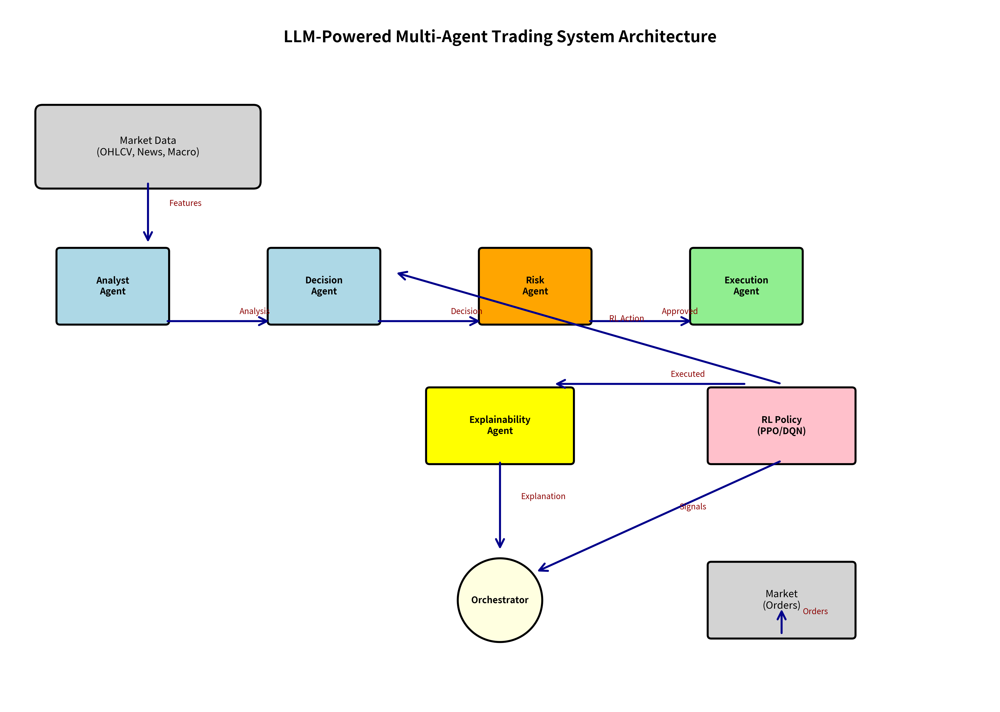 LLM-Powered Multi-Agent Trading System Architecture
Market Data
(OHLCV, News, Macro)
Features
Analyst
Agent
Decision
Agent
Risk
Agent
Execution
Agent
Analysis
Decision
RL Action
Approved
Executed
Explainability
Agent
RL Policy
(PPO/DQN)
Explanation
Signals
Orchestrator
Market
(Orders)
Orders